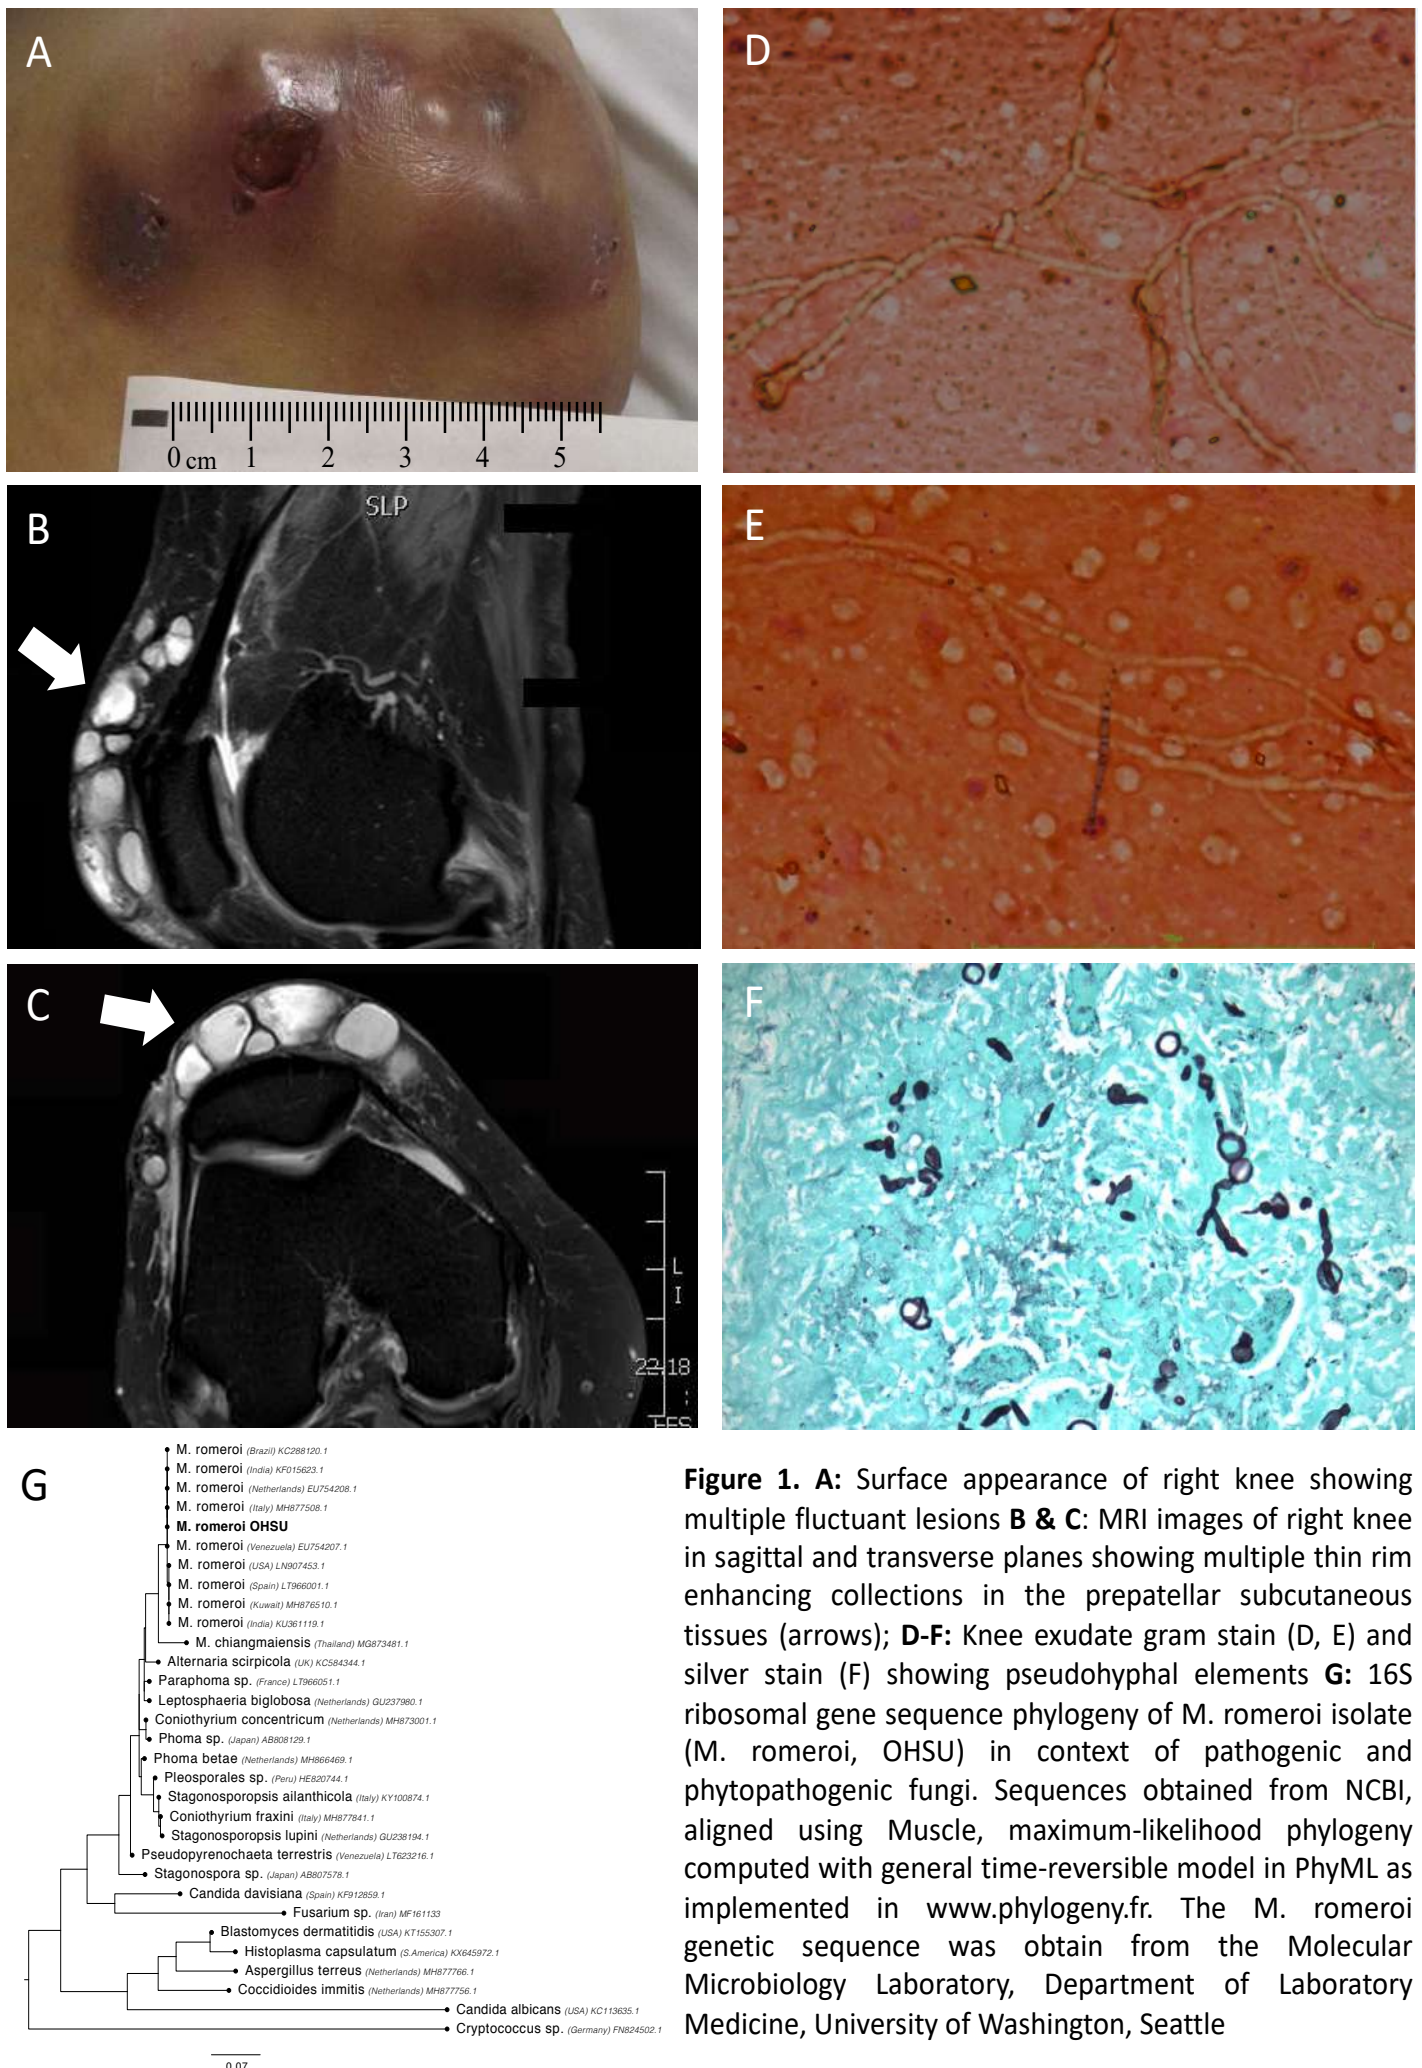 A
0 cm 1 2 3 4 5
D
B
SLP
E
C
L
I
22.18
F
G
M. romeroi (Brazil) KC288120.1
M. romeroi (India) KF015623.1
M. romeroi (Netherlands) EU754208.1
M. romeroi (Italy) MH877508.1
M. romeroi OHSU
M. romeroi (Venezuela) EU754207.1
M. romeroi (USA) LN907453.1
M. romeroi (Spain) LT966001.1
M. romeroi (Kuwait) MH876510.1
M. romeroi (India) KU361119.1
M. chiangmaiensis (Thailand) MG873481.1
Alternaria scirpicola (UK) KC584344.1
Paraphoma sp. (France) LT966051.1
Leptosphaeria biglobosa (Netherlands) GU237980.1
Coniothyrium concentricum (Netherlands) MH873001.1
Phoma sp. (Japan) AB808129.1
Phoma betae (Netherlands) MH866469.1
Pleosporales sp. (Peru) HE820744.1
Stagonosporopsis ailanthicola (Italy) KY100874.1
Coniothyrium fraxini (Italy) MH877841.1
Stagonosporopsis lupini (Netherlands) GU238194.1
Pseudopyrenochaeta terrestris (Venezuela) LT623216.1
Stagonospora sp. (Japan) AB807578.1
Candida davisiana (Spain) KF912859.1
Fusarium sp. (Iran) MF161133
Blastomyces dermatitidis (USA) KT155307.1
Histoplasma capsulatum (S.America) KX645972.1
Aspergillus terreus (Netherlands) MH877766.1
Coccidioides immitis (Netherlands) MH877756.1
Candida albicans (USA) KC113635.1
Cryptococcus sp. (Germany) FN824502.1
0.07
Figure 1. A: Surface appearance of right knee showing
multiple fluctuant lesions B & C: MRI images of right knee
in sagittal and transverse planes showing multiple thin rim
enhancing collections in the prepatellar subcutaneous
tissues (arrows); D-F: Knee exudate gram stain (D, E) and
silver stain (F) showing pseudohyphal elements G: 16S
ribosomal gene sequence phylogeny of M. romeroi isolate
(M. romeroi, OHSU) in context of pathogenic and
phytopathogenic fungi. Sequences obtained from NCBI,
aligned using Muscle, maximum-likelihood phylogeny
computed with general time-reversible model in PhyML as
implemented in www.phylogeny.fr. The M. romeroi
genetic sequence was obtain from the Molecular
Microbiology Laboratory, Department of Laboratory
Medicine, University of Washington, Seattle